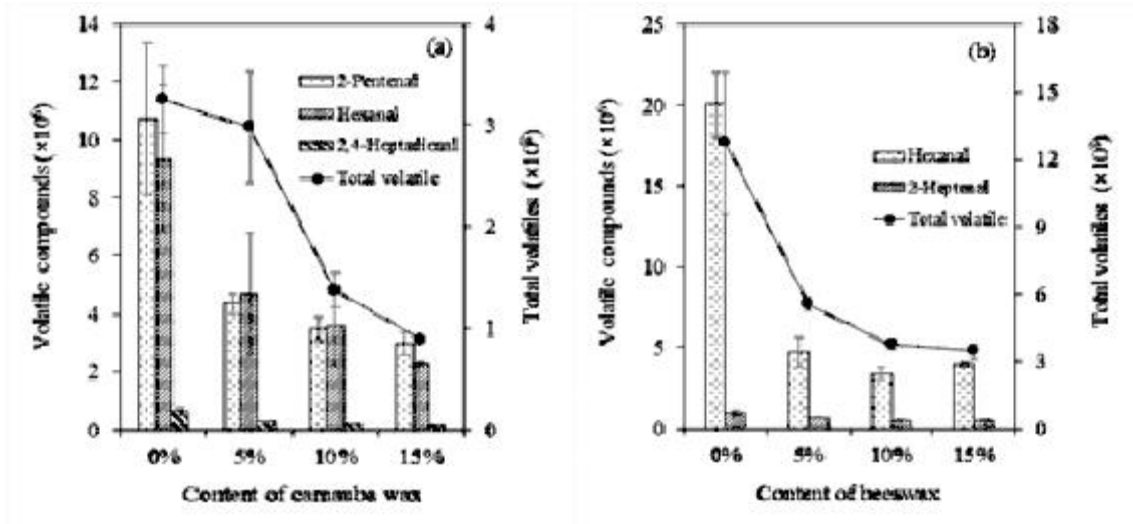 (a)
2-Pentenal
Hexanal
2,4-Heptadienal
Total volatile
Volatile compounds (×10⁶)
14
12
10
8
6
4
2
0
Total volatiles (×10⁸)
4
3
2
1
0
0% 5% 10% 15%
Content of carnauba wax
(b)
Hexanal
2-Heptenal
Total volatile
Volatile compounds (×10⁶)
25
20
15
10
5
0
Total volatiles
18
15
12
9
6
3
0
0% 5% 10% 15%
Content of beeswax